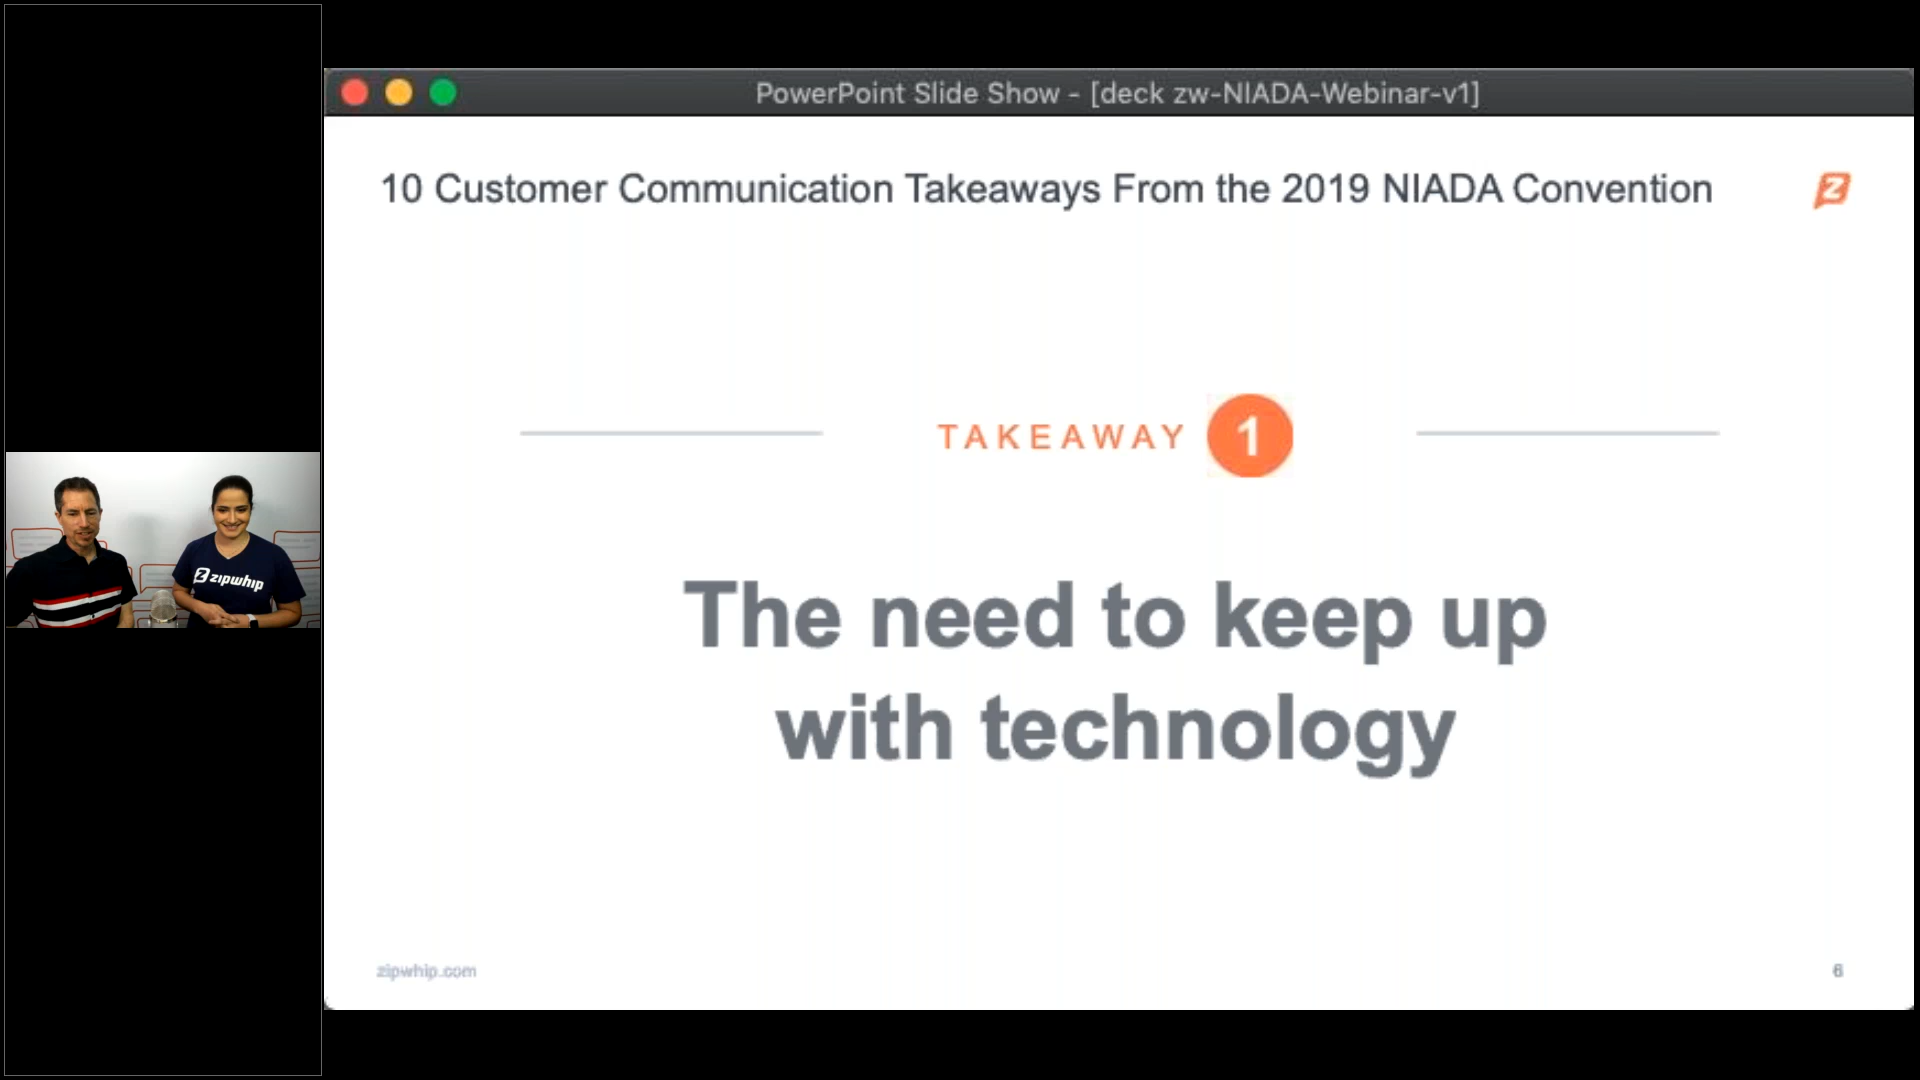 PowerPoint Slide Show - [deck zw-NIADA-Webinar-v1]
10 Customer Communication Takeaways From the 2019 NIADA Convention
TAKEAWAY 1
The need to keep up
with technology
zipwhip
zipwhip.com
6